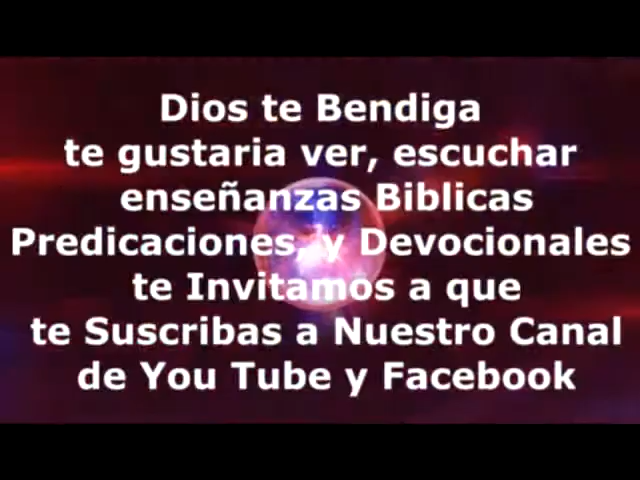 Dios te Bendiga
te gustaria ver, escuchar
enseñanzas Biblicas
Predicaciones, y Devocionales
te Invitamos a que
te Suscribas a Nuestro Canal
de You Tube y Facebook